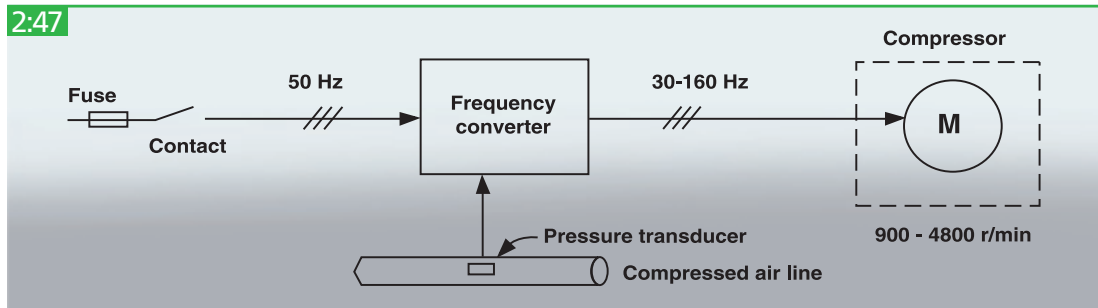 2:47
Compressor
50 Hz
30-160 Hz
Fuse
Frequency
converter
M
Contact
Pressure transducer
900 - 4800 r/min
Compressed air line